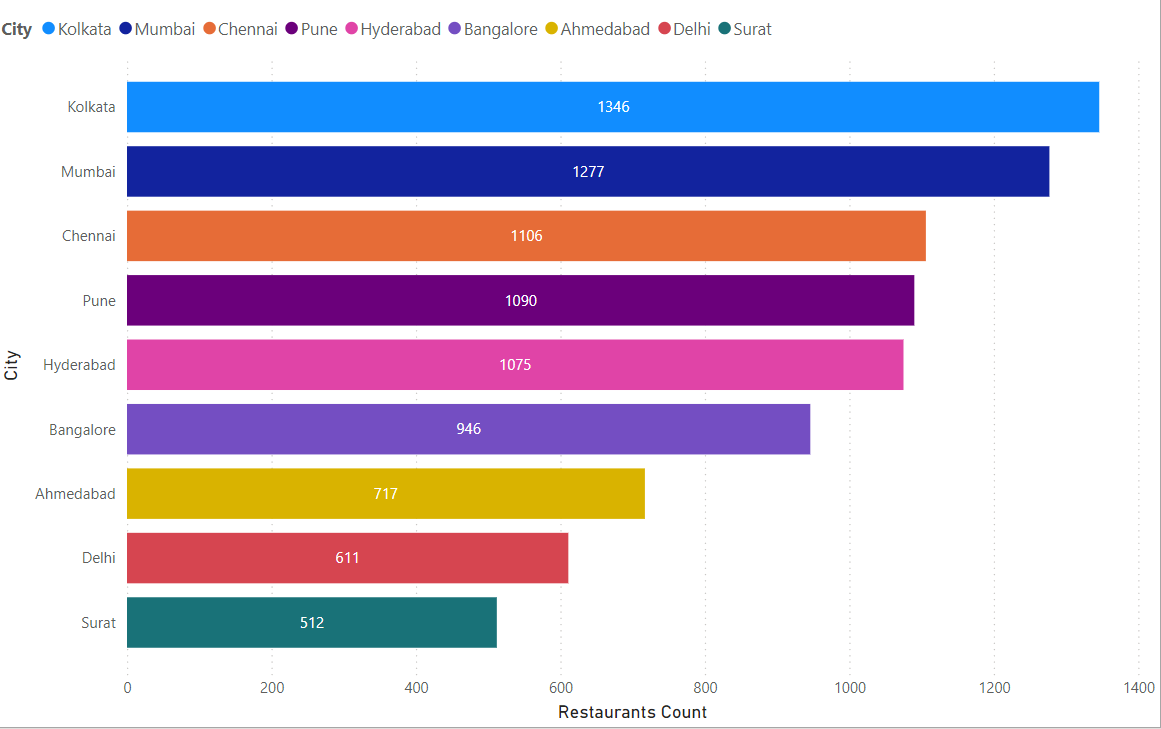 City Kolkata Mumbai Chennai Pune Hyderabad Bangalore Ahmedabad Delhi Surat
City
Kolkata 1346
Mumbai 1277
Chennai 1106
Pune 1090
Hyderabad 1075
Bangalore 946
Ahmedabad 717
Delhi 611
Surat 512
0 200 400 600 800 1000 1200 1400
Restaurants Count